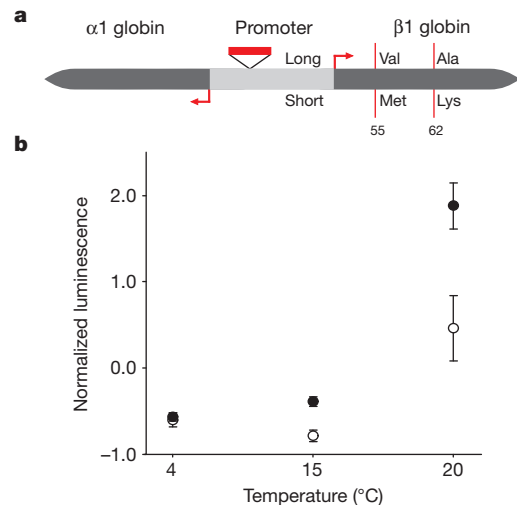 a
α1 globin Promoter β1 globin
Long Val Ala
Short Met Lys
55 62
b
Normalized luminescence
2.0
1.0
0.0
−1.0
4 15 20
Temperature (°C)